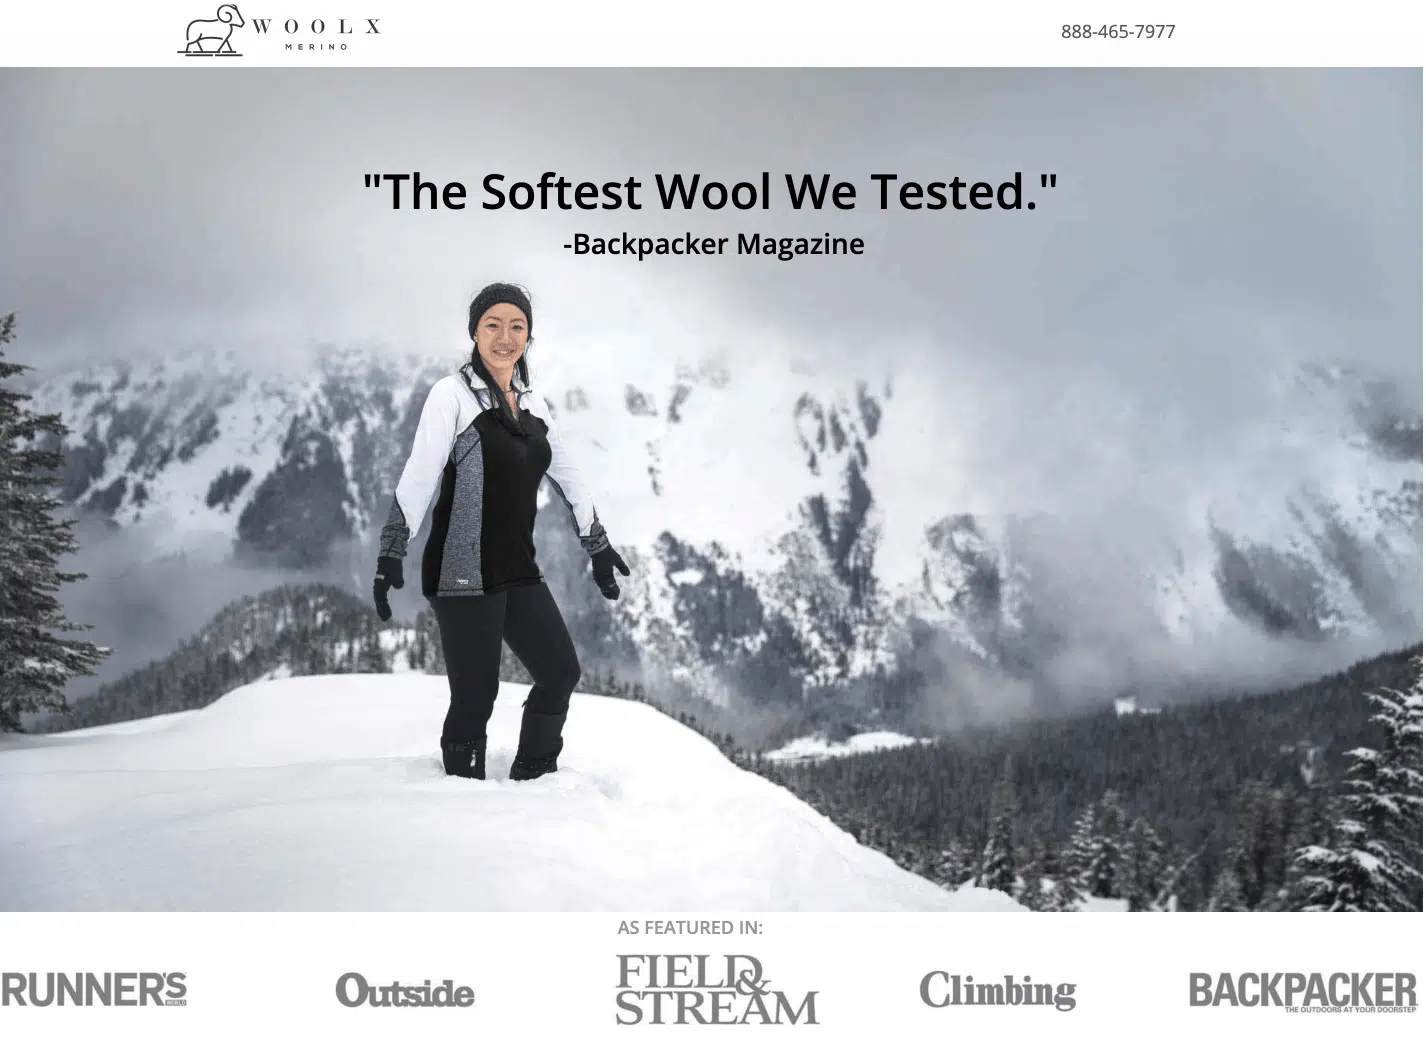 WOOLX
MERINO
888-465-7977
"The Softest Wool We Tested."
-Backpacker Magazine
AS FEATURED IN:
RUNNER'S
WORLD
Outside
FIELD &
STREAM
Climbing
BACKPACKER
THE OUTDOORS AT YOUR DOORSTEP